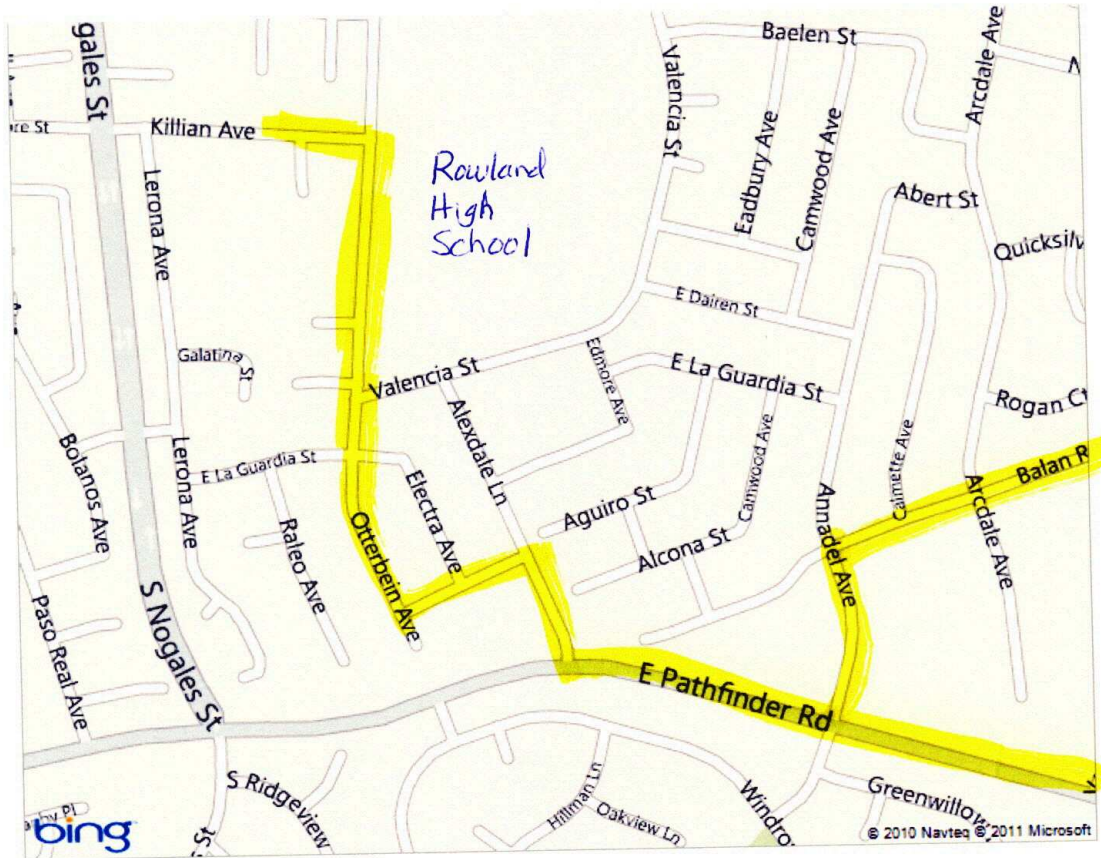 gales St
Baelen St
Arcdale Ave
Valencia St
Killian Ave
re St
Lerona Ave
Rowland
High
School
Eadbury Ave
Camwood Ave
Abert St
Quicksilv
E Dairen St
Galatina St
Edmore Ave
E La Guardia St
Valencia St
Alexdale Ln
Rogan Ct
Bolanos Ave
Lerona Ave
E La Guardia St
Electra Ave
Camwood Ave
Calmette Ave
Balan R
Aguiro St
Annadel Ave
Arcdale Ave
Otterbein Ave
Raleo Ave
Alcona St
Paso Real Ave
S Nogales St
E Pathfinder Rd
S Ridgeview
Hillman Ln
Oakview Ln
Windro
Greenwillow
St
bing
© 2010 Navteq © 2011 Microsoft